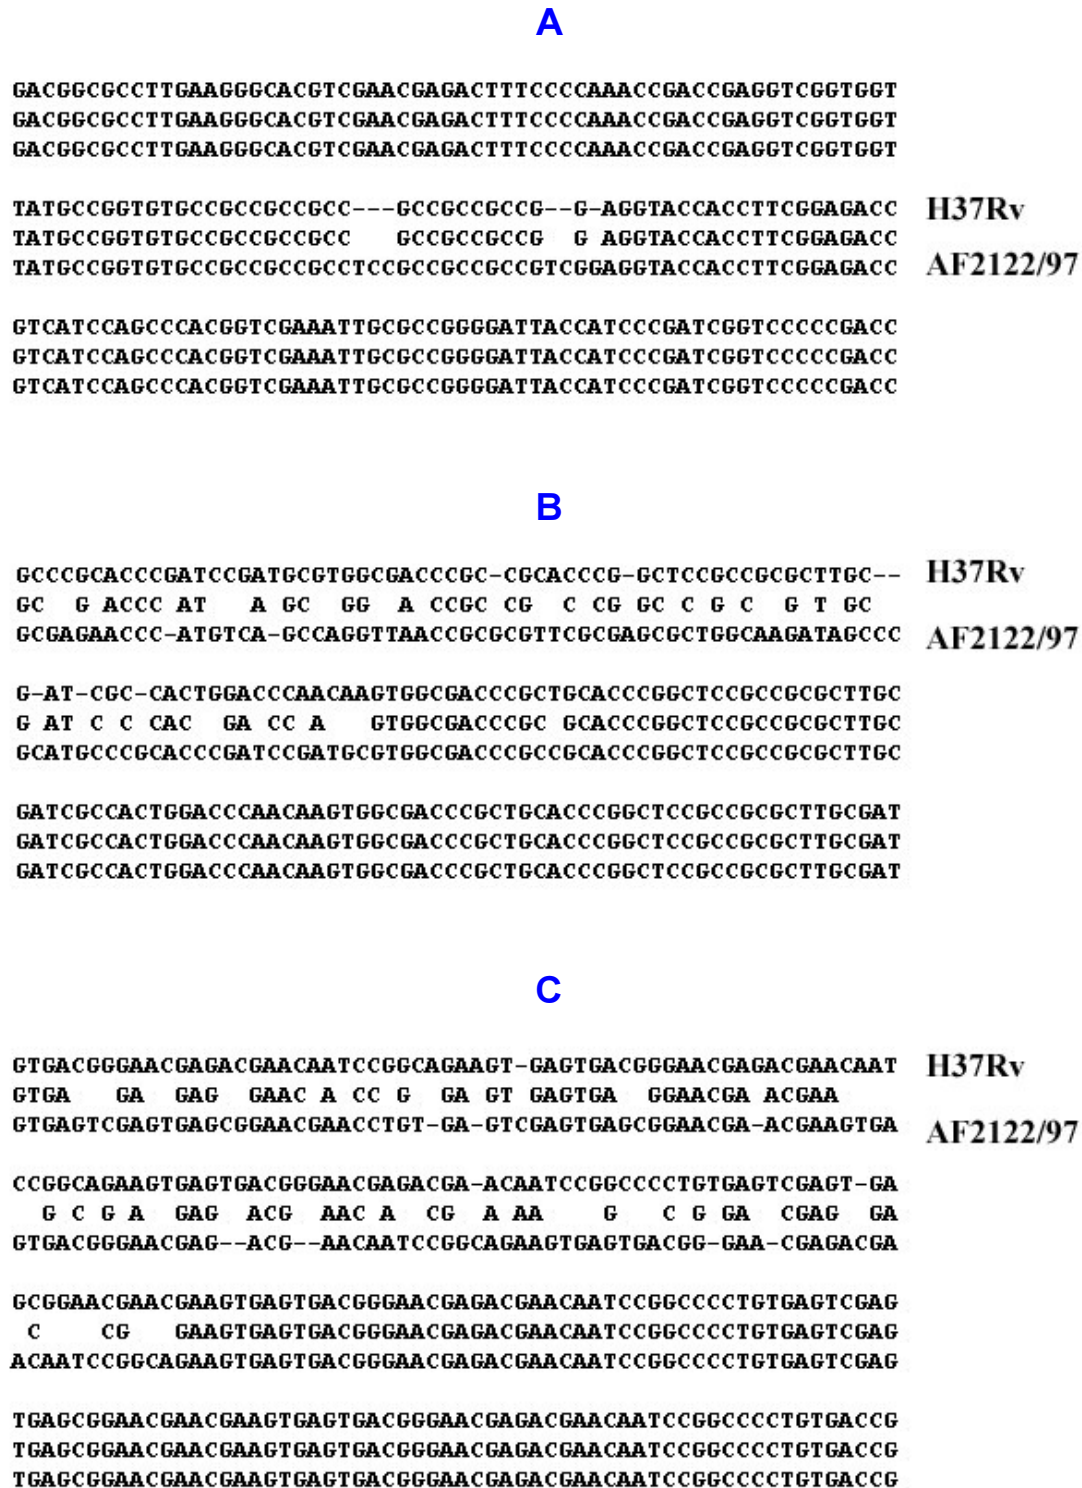 A
GACGGCGCCTTGAAGGGCACGTCGAACGAGACTTTCCCCAAACCGACCGAGGTCGGTGGT
GACGGCGCCTTGAAGGGCACGTCGAACGAGACTTTCCCCAAACCGACCGAGGTCGGTGGT
GACGGCGCCTTGAAGGGCACGTCGAACGAGACTTTCCCCAAACCGACCGAGGTCGGTGGT
TATGCCGGTGTGCCGCCGCCGCC---GCCGCCGCCG--G-AGGTACCACCTTCGGAGACC H37Rv
TATGCCGGTGTGCCGCCGCCGCC   GCCGCCGCCG  G AGGTACCACCTTCGGAGACC
TATGCCGGTGTGCCGCCGCCGCCTCCGCCGCCGCCGTCGGAGGTACCACCTTCGGAGACC AF2122/97
GTCATCCAGCCCACGGTCGAAATTGCGCCGGGGATTACCATCCCGATCGGTCCCCCGACC
GTCATCCAGCCCACGGTCGAAATTGCGCCGGGGATTACCATCCCGATCGGTCCCCCGACC
GTCATCCAGCCCACGGTCGAAATTGCGCCGGGGATTACCATCCCGATCGGTCCCCCGACC
B
GCCCGCACCCGATCCGATGCGTGGCGACCCGC-CGCACCCG-GCTCCGCCGCGCTTGC-- H37Rv
GC  G ACCC AT   A GC  GG  A CCGC CG  C CG GC C G C  G T GC
GCGAGAACCC-ATGTCA-GCCAGGTTAACCGCGCGTTCGCGAGCGCTGGCAAGATAGCCC AF2122/97
G-AT-CGC-CACTGGACCCAACAAGTGGCGACCCGCTGCACCCGGCTCCGCCGCGCTTGC
G AT C C CAC  GA CC A   GTGGCGACCCGC GCACCCGGCTCCGCCGCGCTTGC
GCATGCCCGCACCCGATCCGATGCGTGGCGACCCGCCGCACCCGGCTCCGCCGCGCTTGC
GATCGCCACTGGACCCAACAAGTGGCGACCCGCTGCACCCGGCTCCGCCGCGCTTGCGAT
GATCGCCACTGGACCCAACAAGTGGCGACCCGCTGCACCCGGCTCCGCCGCGCTTGCGAT
GATCGCCACTGGACCCAACAAGTGGCGACCCGCTGCACCCGGCTCCGCCGCGCTTGCGAT
C
GTGACGGGAACGAGACGAACAATCCGGCAGAAGT-GAGTGACGGGAACGAGACGAACAAT H37Rv
GTGA   GA  GAG  GAAC A CC G  GA GT GAGTGA  GGAACGA ACGAA
GTGAGTCGAGTGAGCGGAACGAACCTGT-GA-GTCGAGTGAGCGGAACGA-ACGAAGTGA AF2122/97
CCGGCAGAAGTGAGTGACGGGAACGAGACGA-ACAATCCGGCCCCTGTGAGTCGAGT-GA
G C G A  GAG  ACG  AAC A  CG  A AA    G   C G GA  CGAG  GA
GTGACGGGAACGAG--ACG--AACAATCCGGCAGAAGTGAGTGACGG-GAA-CGAGACGA
GCGGAACGAACGAAGTGAGTGACGGGAACGAGACGAACAATCCGGCCCCTGTGAGTCGAG
C    CG   GAAGTGAGTGACGGGAACGAGACGAACAATCCGGCCCCTGTGAGTCGAG
ACAATCCGGCAGAAGTGAGTGACGGGAACGAGACGAACAATCCGGCCCCTGTGAGTCGAG
TGAGCGGAACGAACGAAGTGAGTGACGGGAACGAGACGAACAATCCGGCCCCTGTGACCG
TGAGCGGAACGAACGAAGTGAGTGACGGGAACGAGACGAACAATCCGGCCCCTGTGACCG
TGAGCGGAACGAACGAAGTGAGTGACGGGAACGAGACGAACAATCCGGCCCCTGTGACCG